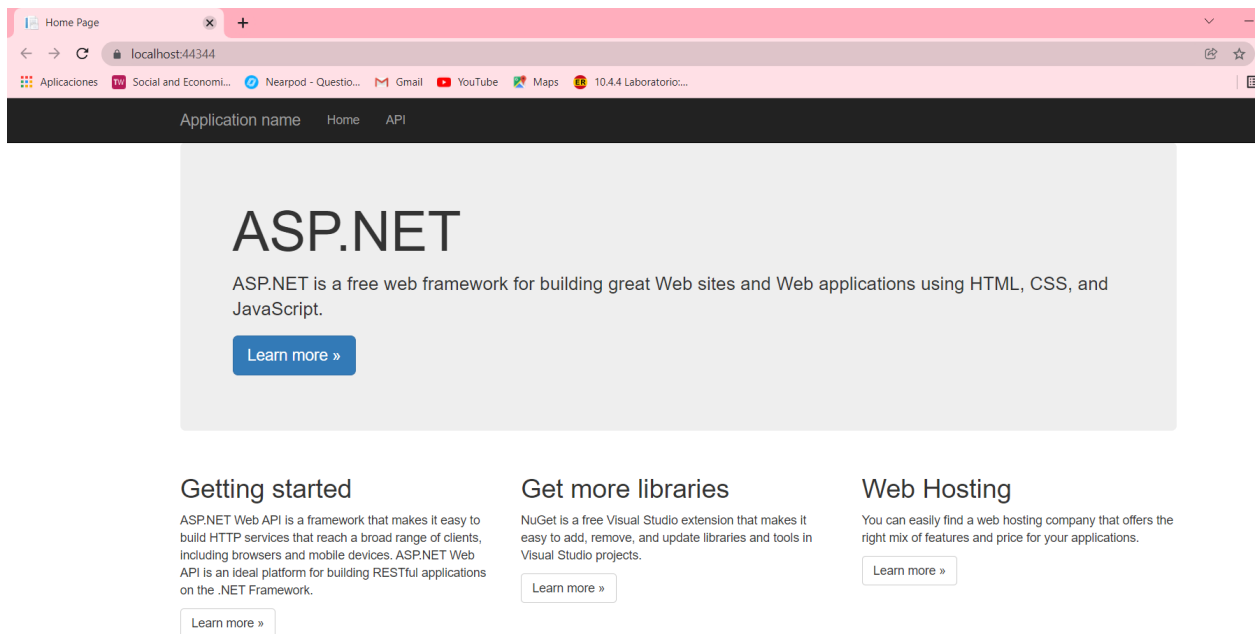 Home Page
localhost:44344
Aplicaciones TW Social and Economi... Nearpod - Questio... Gmail YouTube Maps ER 10.4.4 Laboratorio:...
Application name Home API
ASP.NET
ASP.NET is a free web framework for building great Web sites and Web applications using HTML, CSS, and
JavaScript.
Learn more »
Getting started
ASP.NET Web API is a framework that makes it easy to
build HTTP services that reach a broad range of clients,
including browsers and mobile devices. ASP.NET Web
API is an ideal platform for building RESTful applications
on the .NET Framework.
Learn more »
Get more libraries
NuGet is a free Visual Studio extension that makes it
easy to add, remove, and update libraries and tools in
Visual Studio projects.
Learn more »
Web Hosting
You can easily find a web hosting company that offers the
right mix of features and price for your applications.
Learn more »